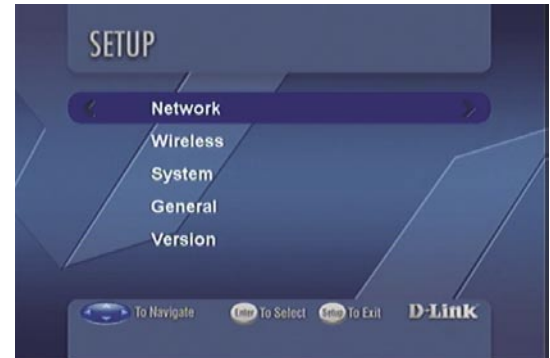 SETUP
Network
Wireless
System
General
Version
To Navigate Enter To Select Setup To Exit D-Link